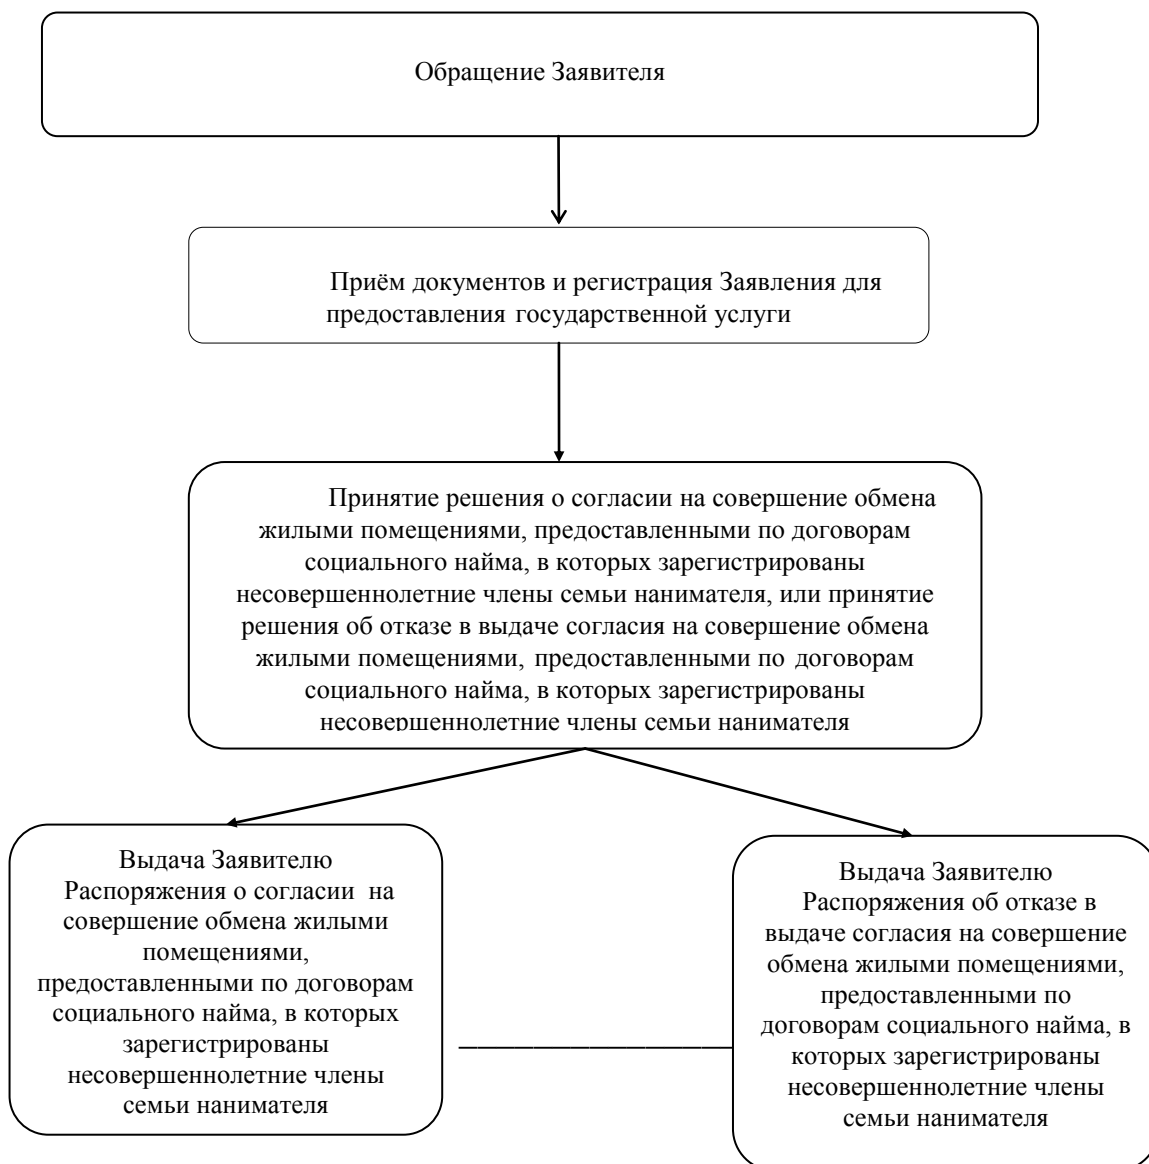 Обращение Заявителя
Приём документов и регистрация Заявления для
предоставления государственной услуги
Принятие решения о согласии на совершение обмена
жилыми помещениями, предоставленными по договорам
социального найма, в которых зарегистрированы
несовершеннолетние члены семьи нанимателя, или принятие
решения об отказе в выдаче согласия на совершение обмена
жилыми помещениями, предоставленными по договорам
социального найма, в которых зарегистрированы
несовершеннолетние члены семьи нанимателя
Выдача Заявителю
Распоряжения о согласии на
совершение обмена жилыми
помещениями,
предоставленными по договорам
социального найма, в которых
зарегистрированы
несовершеннолетние члены
семьи нанимателя
Выдача Заявителю
Распоряжения об отказе в
выдаче согласия на совершение
обмена жилыми помещениями,
предоставленными по
договорам социального найма, в
которых зарегистрированы
несовершеннолетние члены
семьи нанимателя